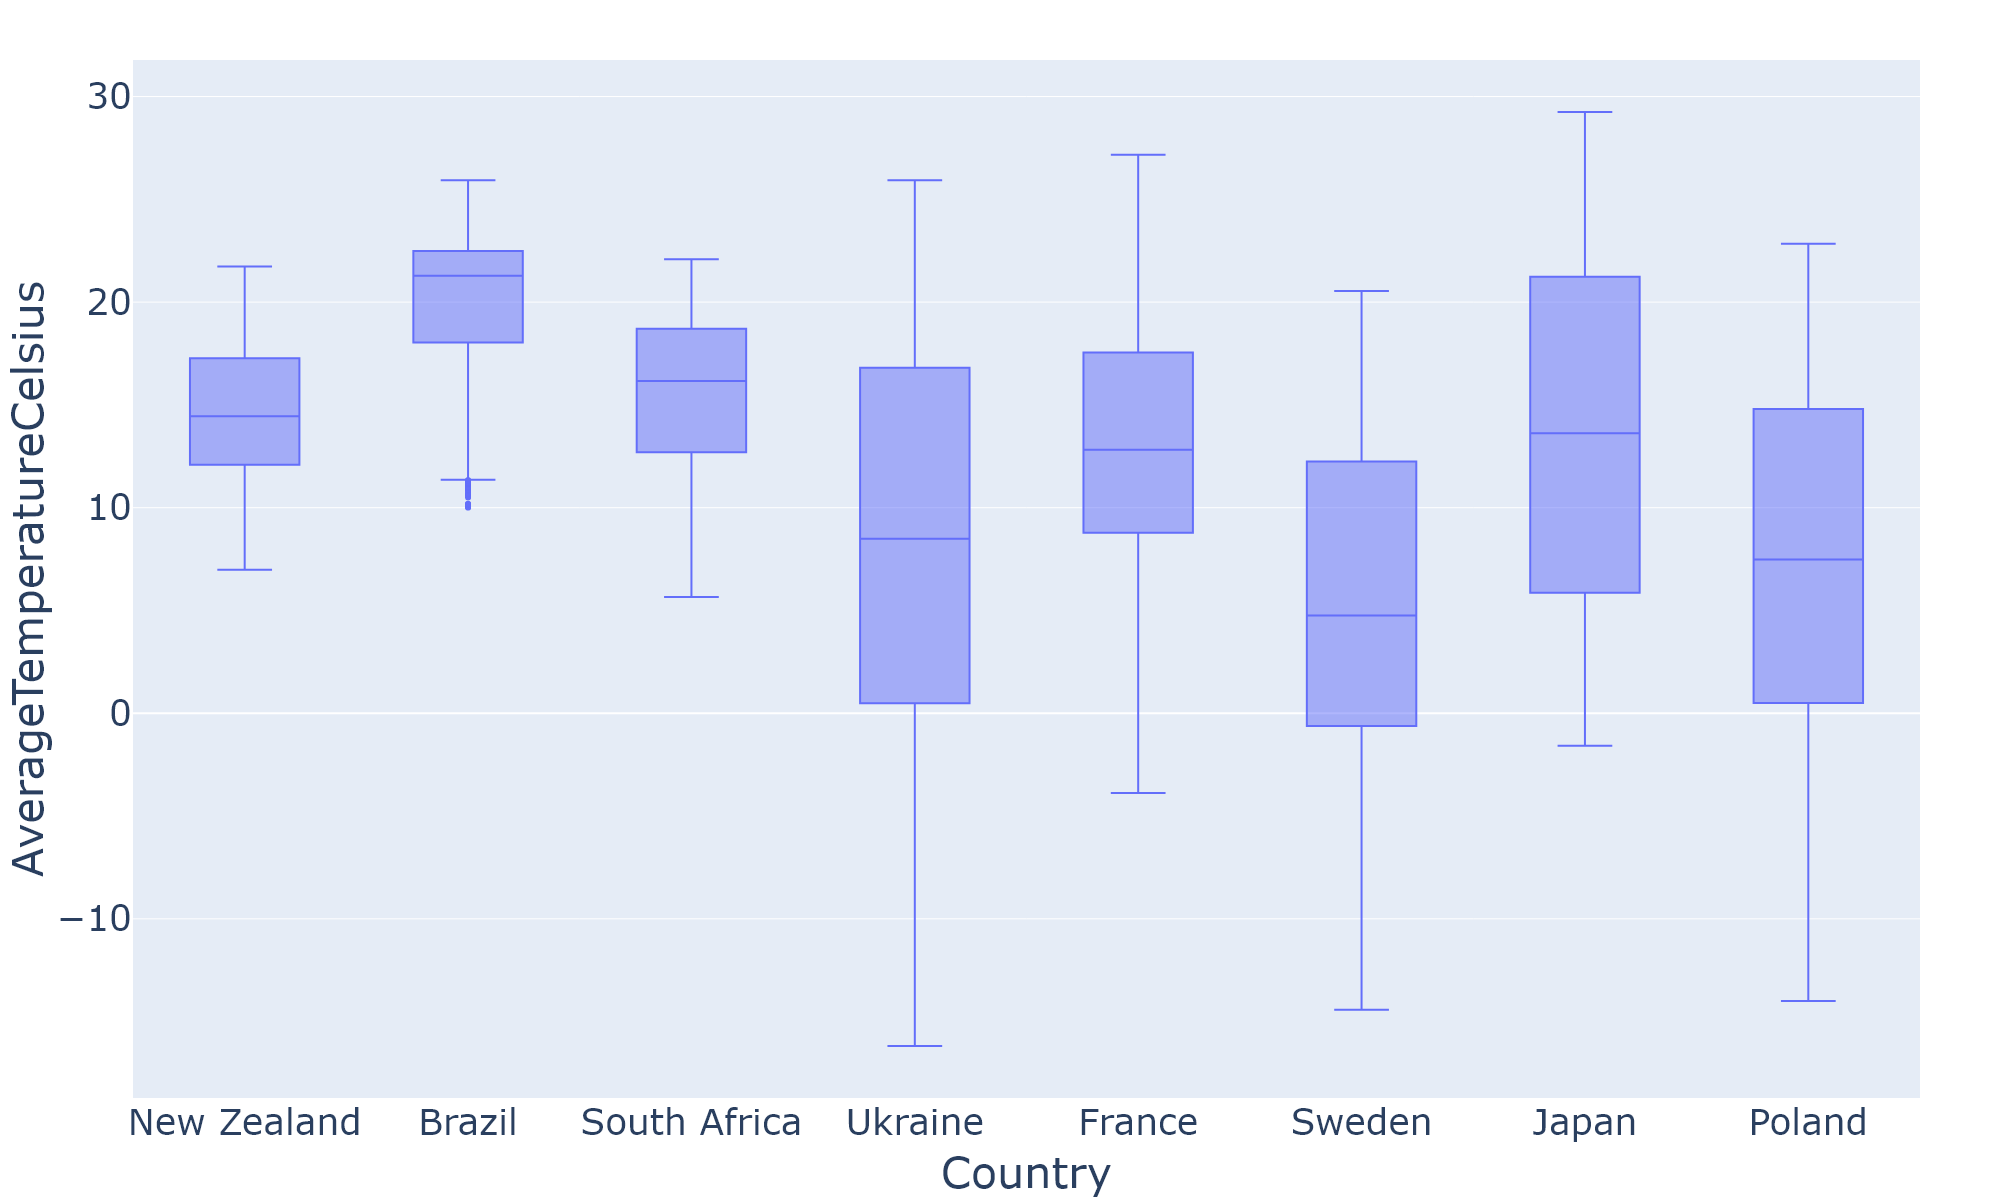 AverageTemperatureCelsius
30
20
10
0
−10
New Zealand
Brazil
South Africa
Ukraine
France
Sweden
Japan
Poland
Country